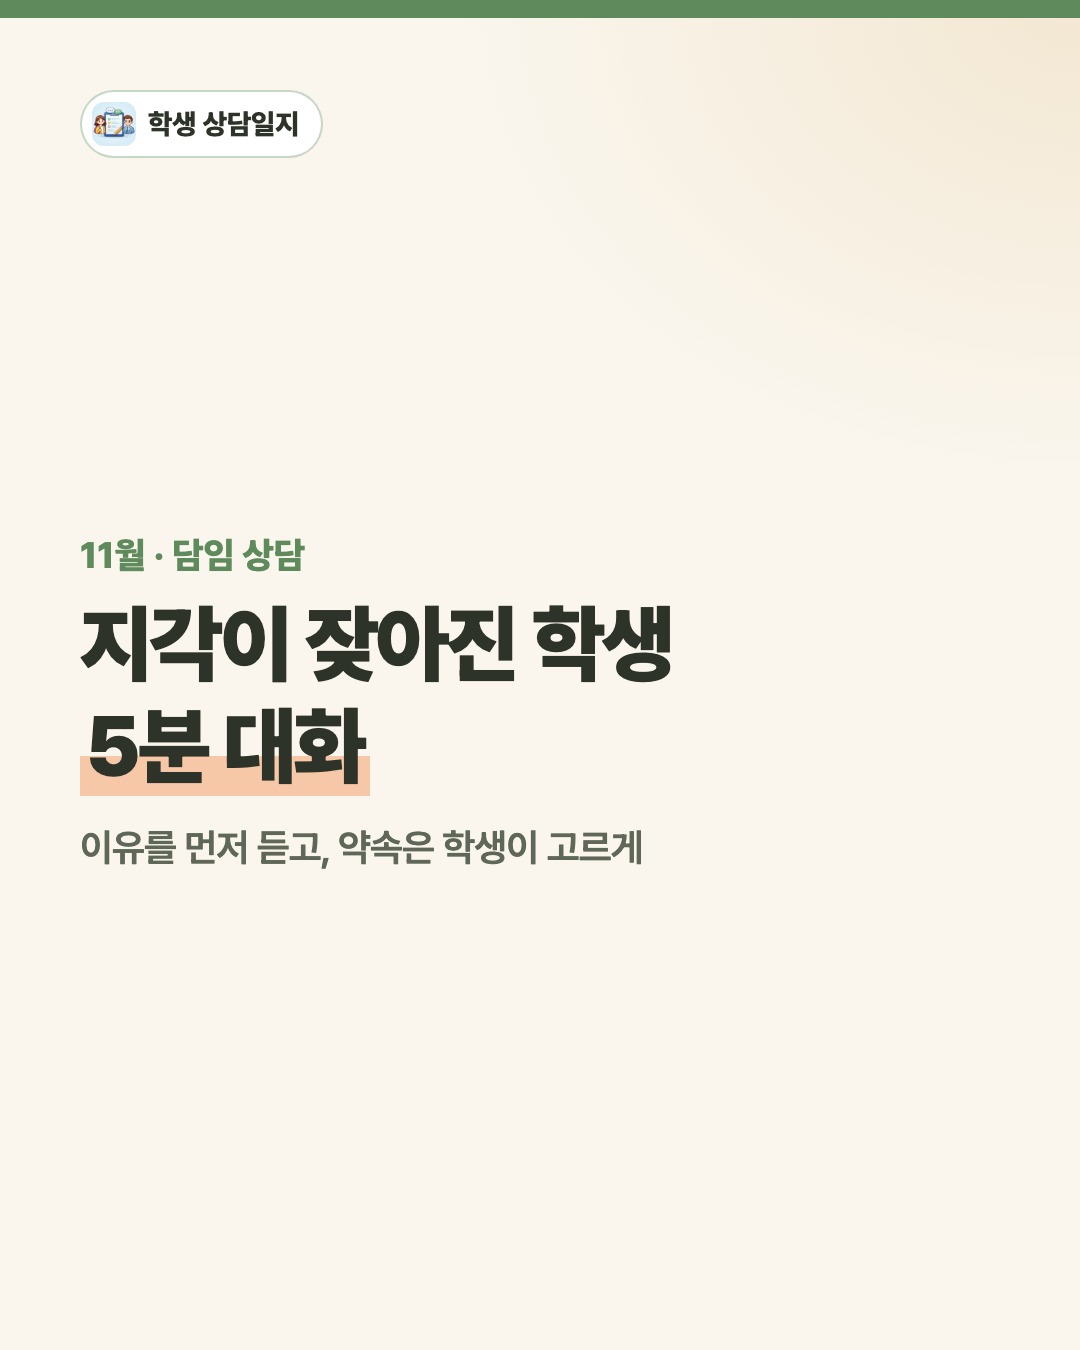 학생 상담일지
11월 · 담임 상담
지각이 잦아진 학생
5분 대화
이유를 먼저 듣고, 약속은 학생이 고르게